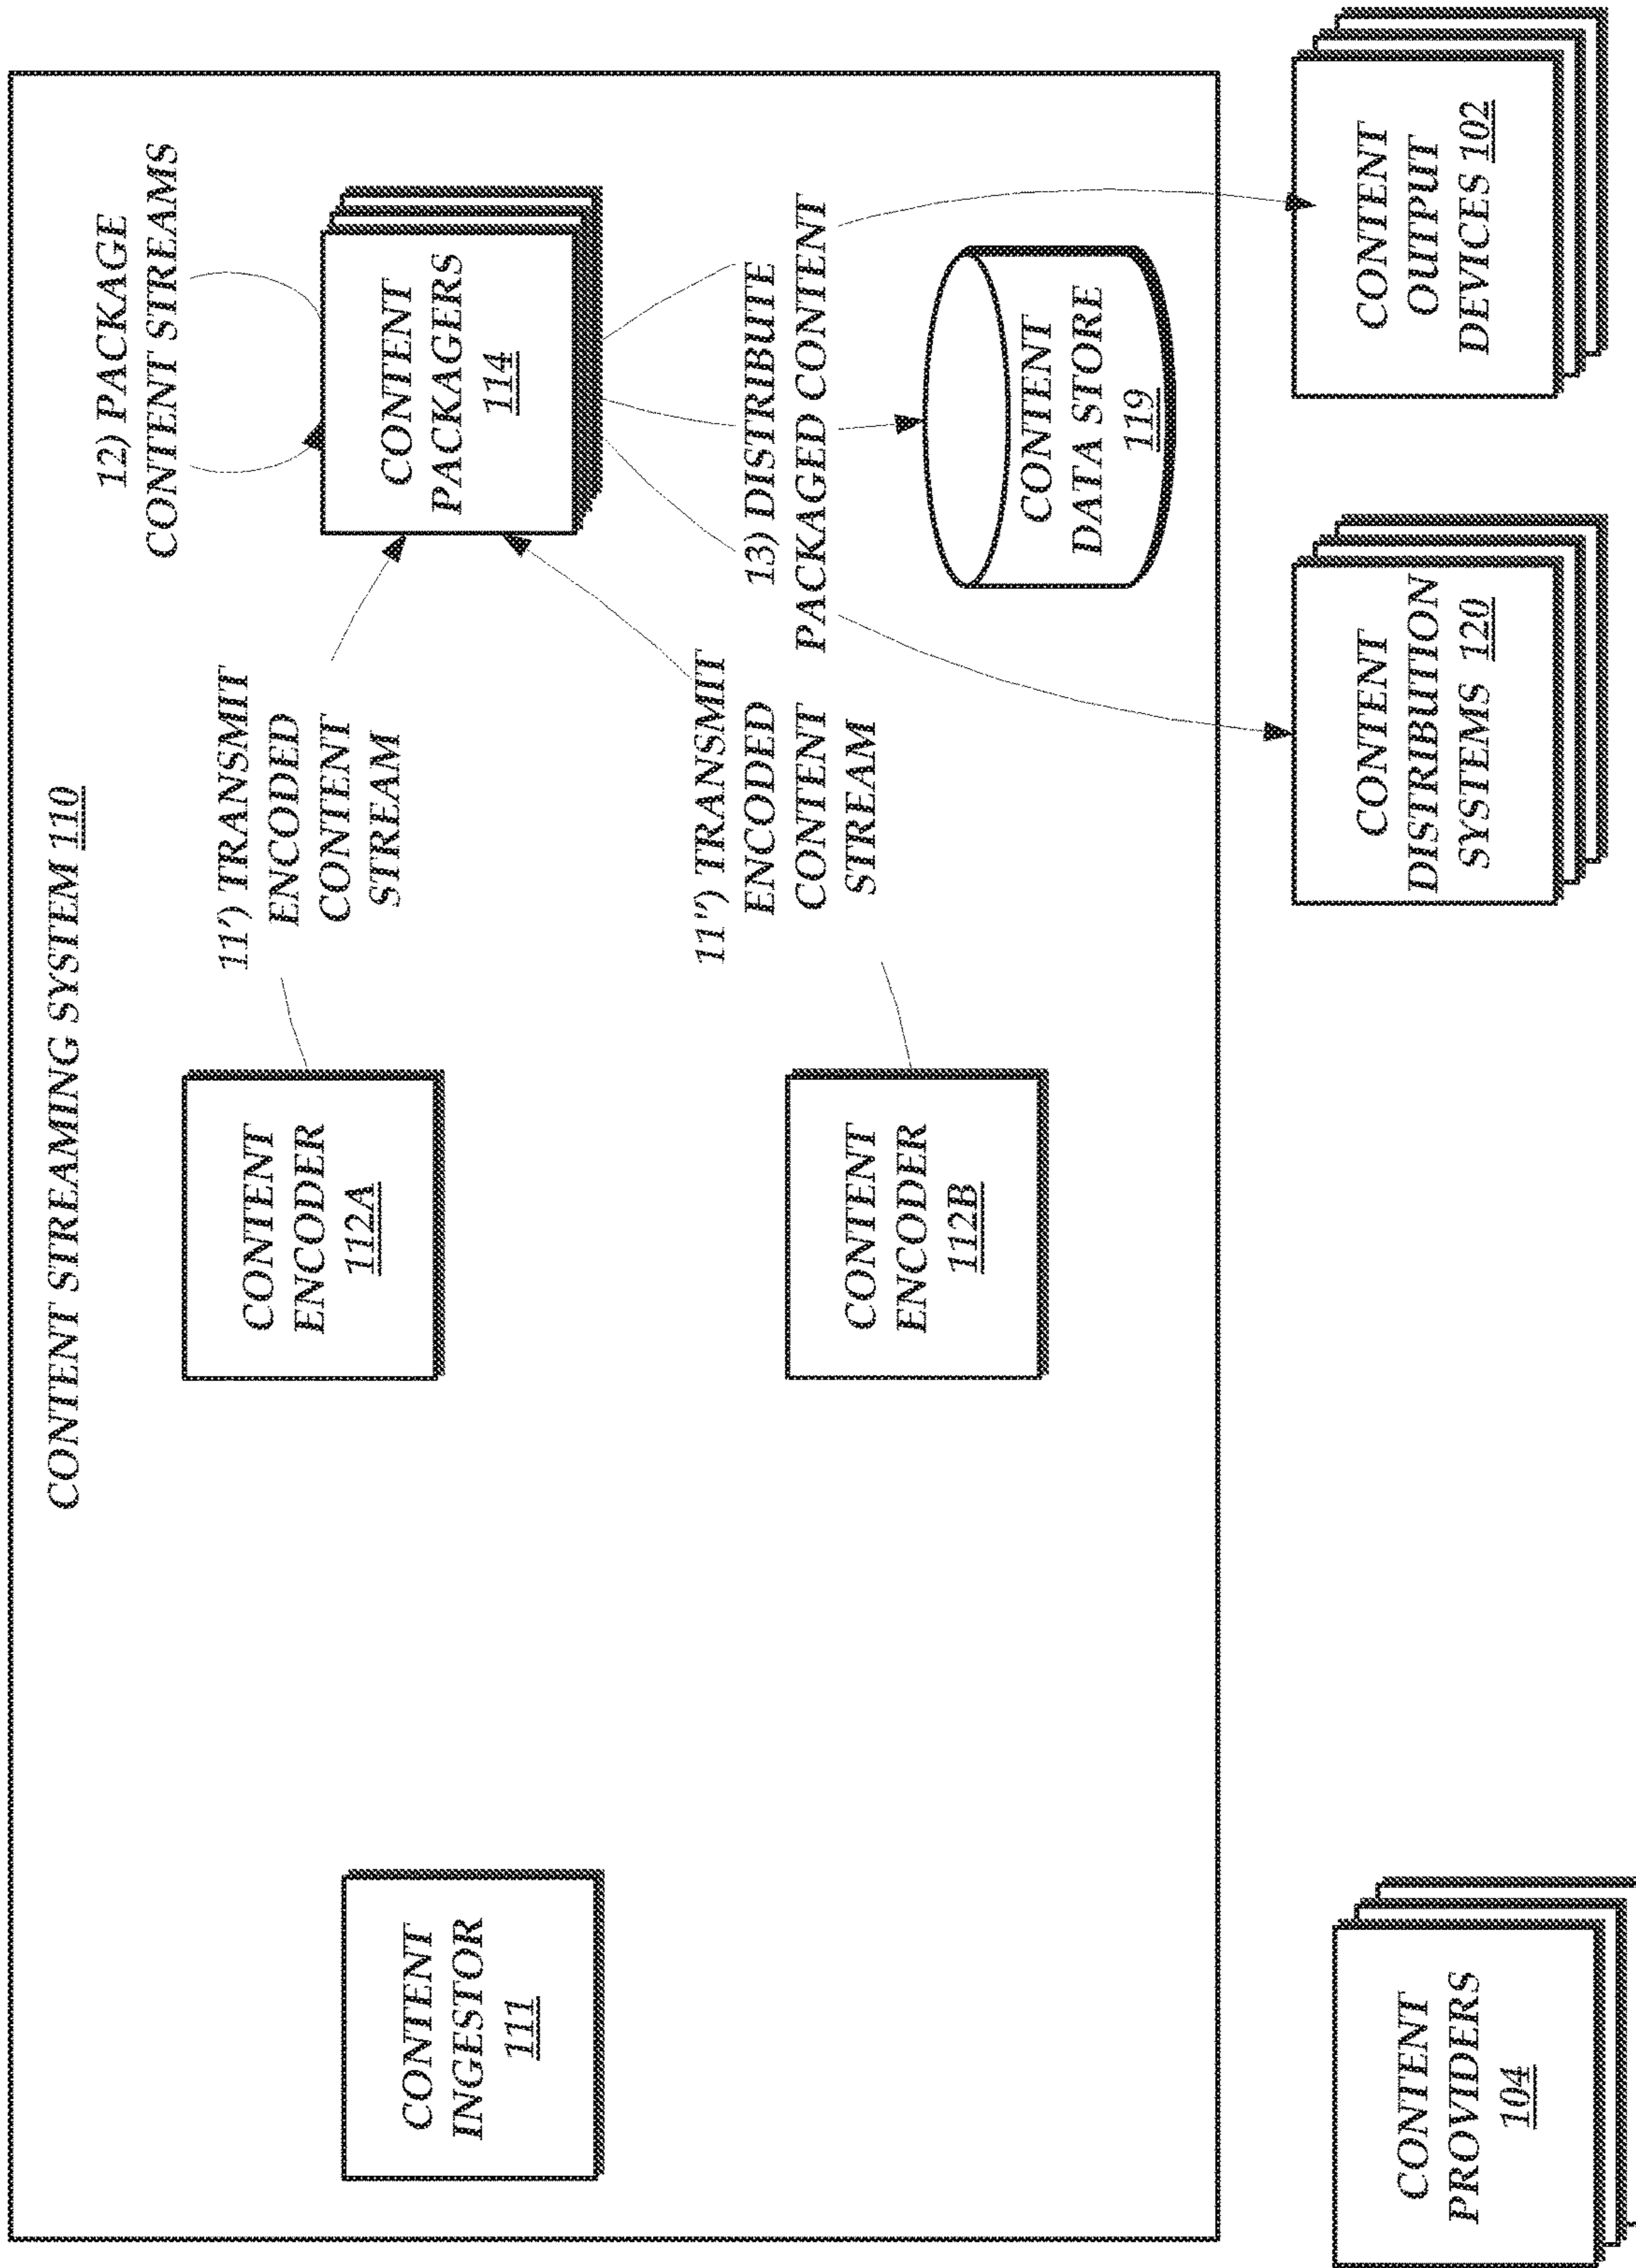 CONTENT STREAMING SYSTEM 110
12) PACKAGE
CONTENT STREAMS
11') TRANSMIT
ENCODED
CONTENT
STREAM
CONTENT
INGESTOR
111
CONTENT
ENCODER
112A
CONTENT
PACKAGERS
114
11'') TRANSMIT
ENCODED
CONTENT
STREAM
13) DISTRIBUTE
PACKAGED CONTENT
CONTENT
ENCODER
112B
CONTENT
DATA STORE
119
CONTENT
PROVIDERS
104
CONTENT
DISTRIBUTION
SYSTEMS 120
CONTENT
OUTPUT
DEVICES 102